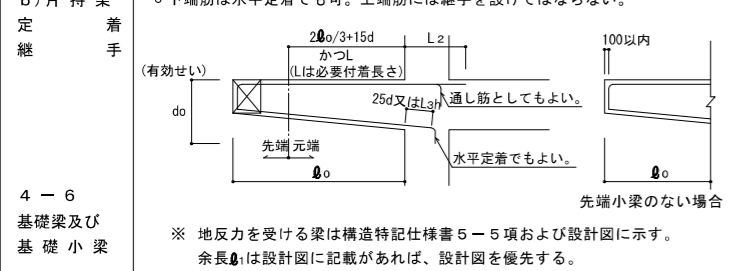 b)片持梁
○下端筋は水平定着でも可。上端筋には継手を設けてはならない。
定着
継手
2ℓo/3+15d
かつL
(Lは必要付着長さ)
L2
100以内
(有効せい)
do
25d又はL3h
通し筋としてもよい。
先端 元端
水平定着でもよい。
ℓo
ℓo
先端小梁のない場合
4－6
基礎梁及び
基礎小梁
※ 地反力を受ける梁は構造特記仕様書5－5項および設計図に示す。
余長ℓ1は設計図に記載があれば、設計図を優先する。